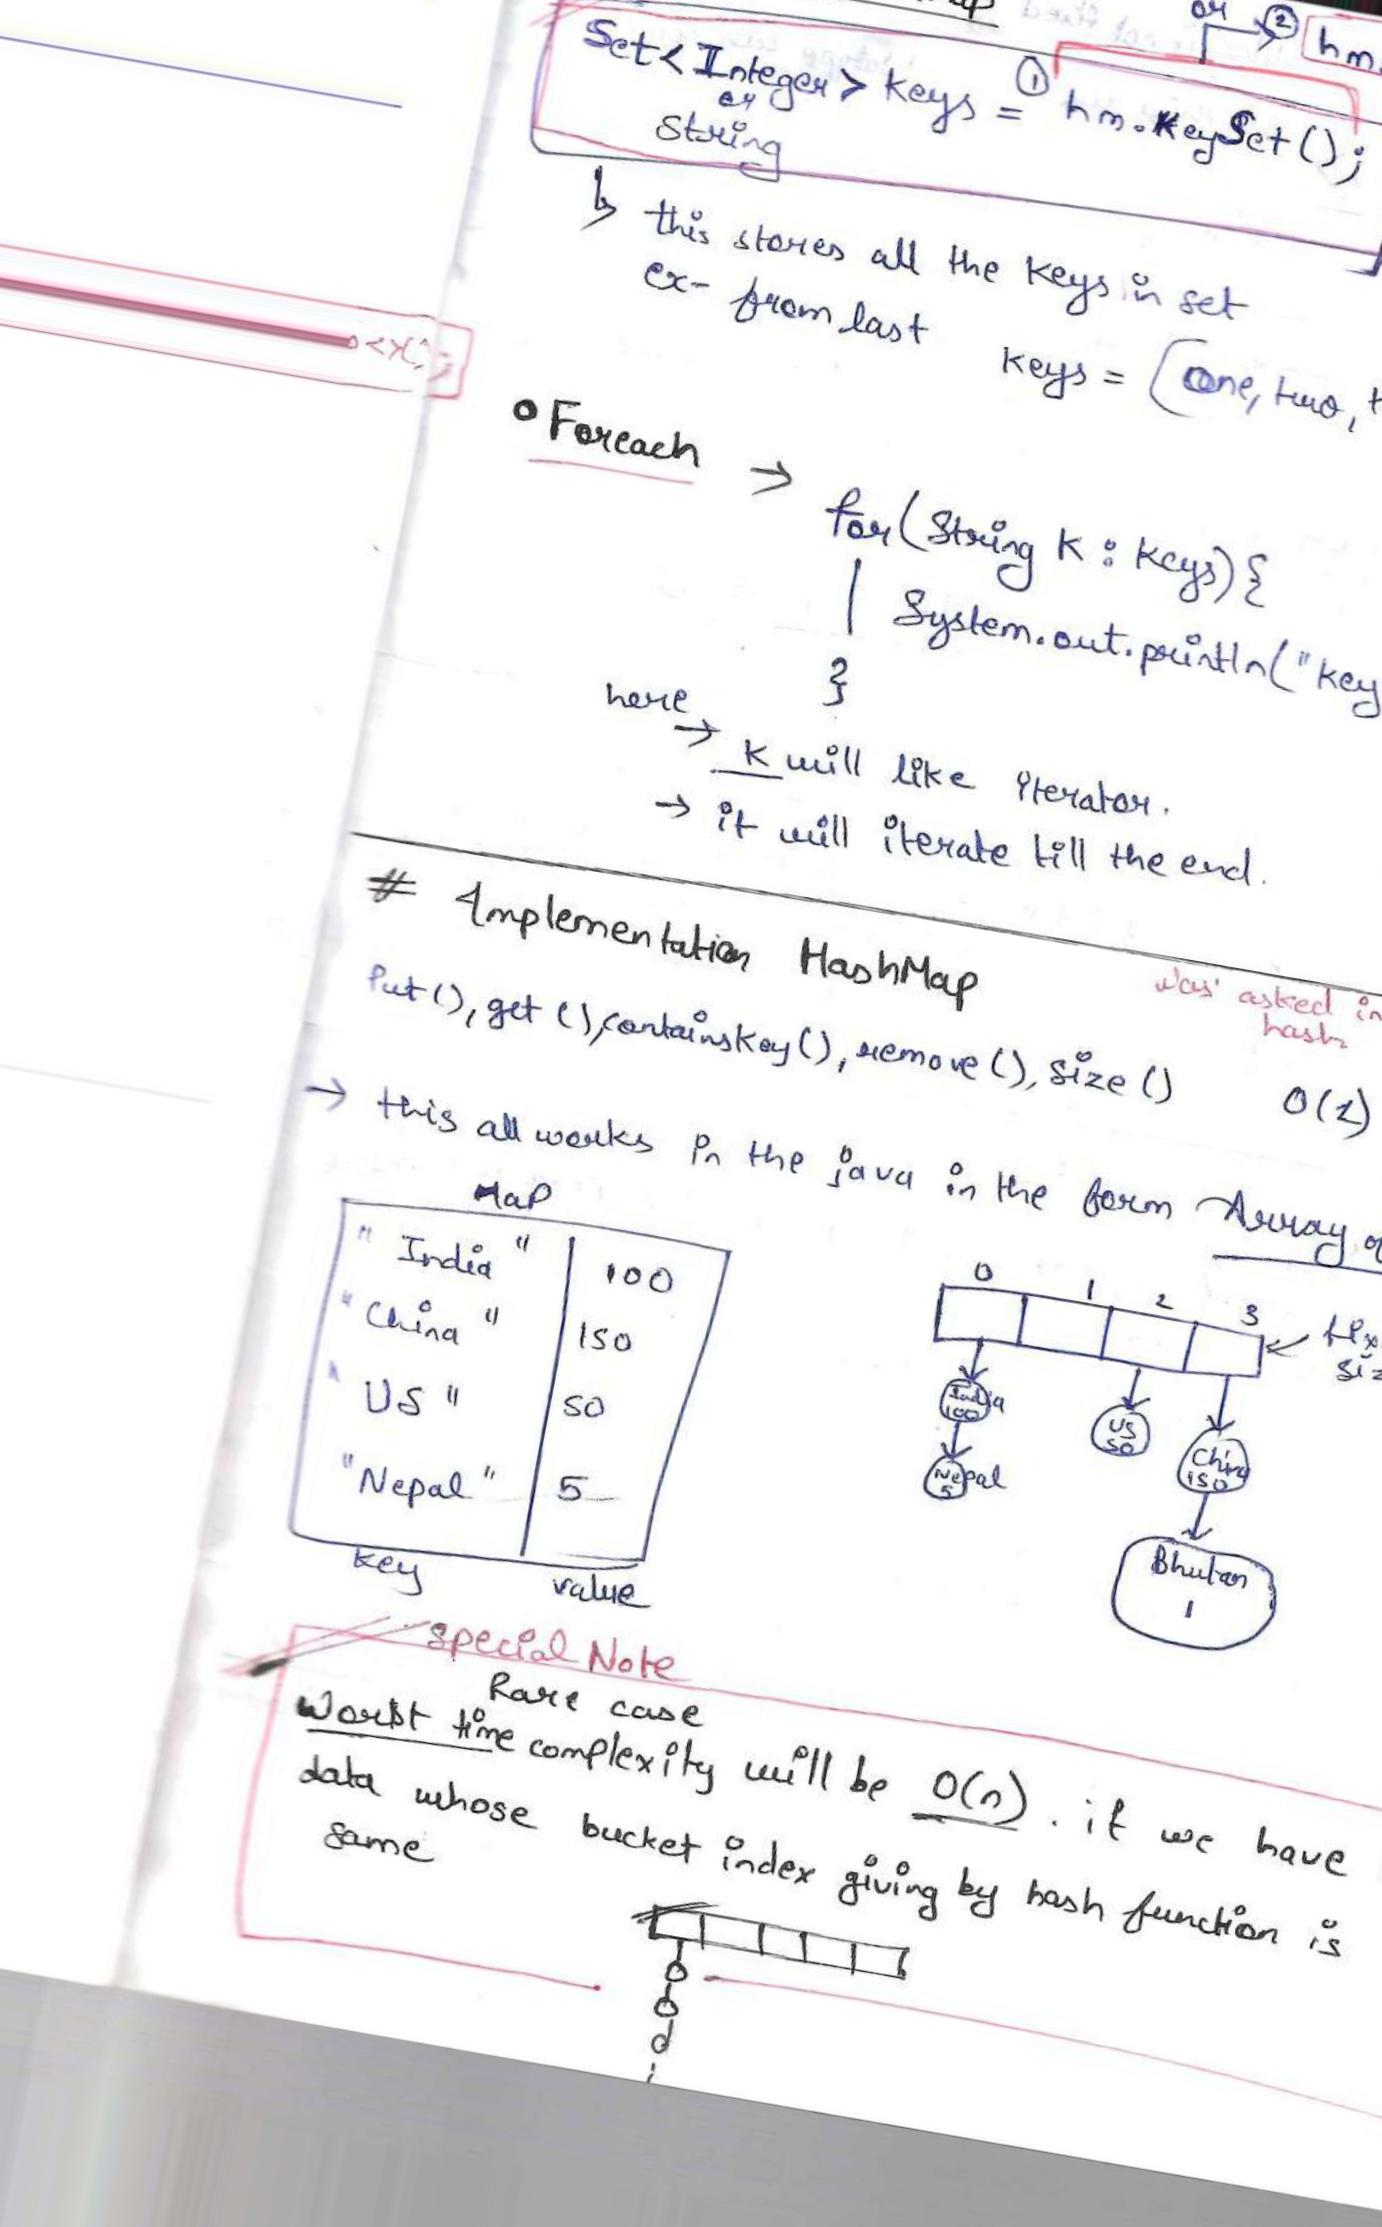 or → ② hm.
Set<Integer> keys = ① hm.KeySet();
or
String
↳ this stores all the keys in set
ex- from last keys = (one, two, t
• Foreach → for(String K : Keys){
System.out.println("key
}
here → K will like iterator.
→ it will iterate till the end.
# Implementation HashMap
was asked in
hash
Put(), get(), containsKey(), remove(), size() O(1)
→ this all works in the java in the form Array of
Map
"India" 100
"China" 150
"US" 50
"Nepal" 5
key value
0 1 2 3
India
100
Nepal
5
US
50
China
150
Bhutan
1
Special Note
Rare case
Worst time complexity will be O(n). if we have
data whose bucket index giving by hash function is
same